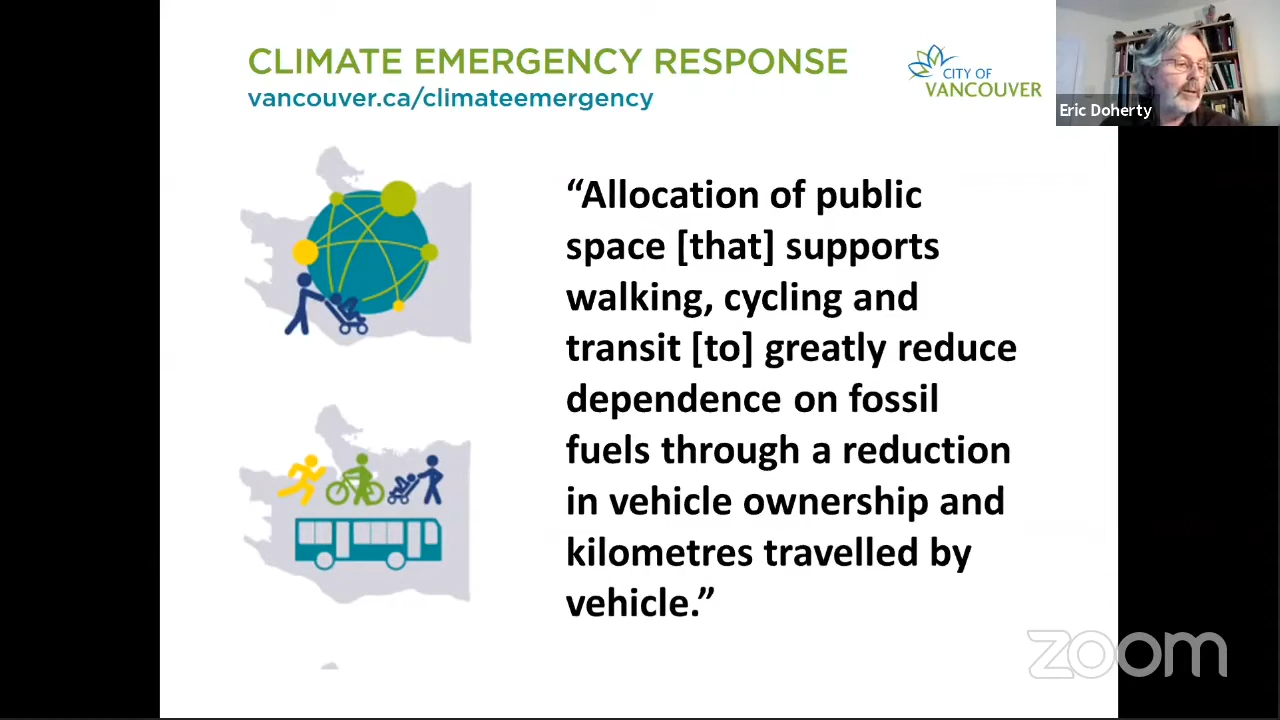 CLIMATE EMERGENCY RESPONSE
vancouver.ca/climateemergency
CITY OF
VANCOUVER
Eric Doherty
“Allocation of public
space [that] supports
walking, cycling and
transit [to] greatly reduce
dependence on fossil
fuels through a reduction
in vehicle ownership and
kilometres travelled by
vehicle.”
zoom